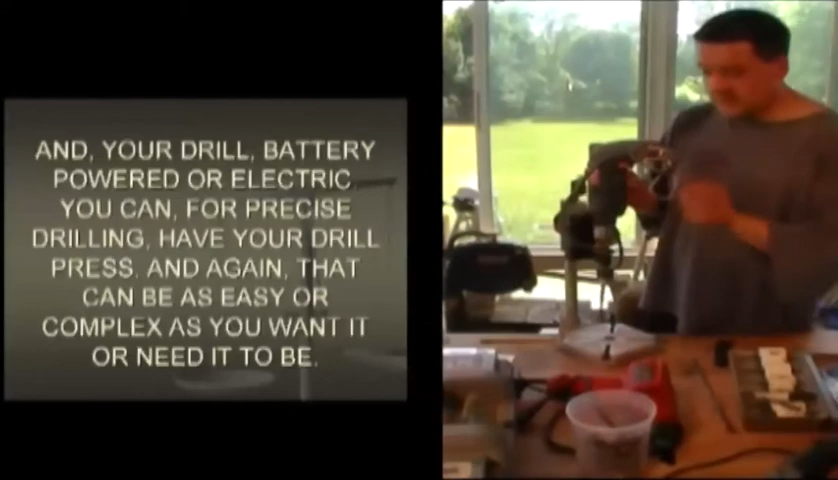 AND, YOUR DRILL, BATTERY
POWERED OR ELECTRIC.
YOU CAN, FOR PRECISE
DRILLING, HAVE YOUR DRILL
PRESS. AND AGAIN, THAT
CAN BE AS EASY OR
COMPLEX AS YOU WANT IT
OR NEED IT TO BE.